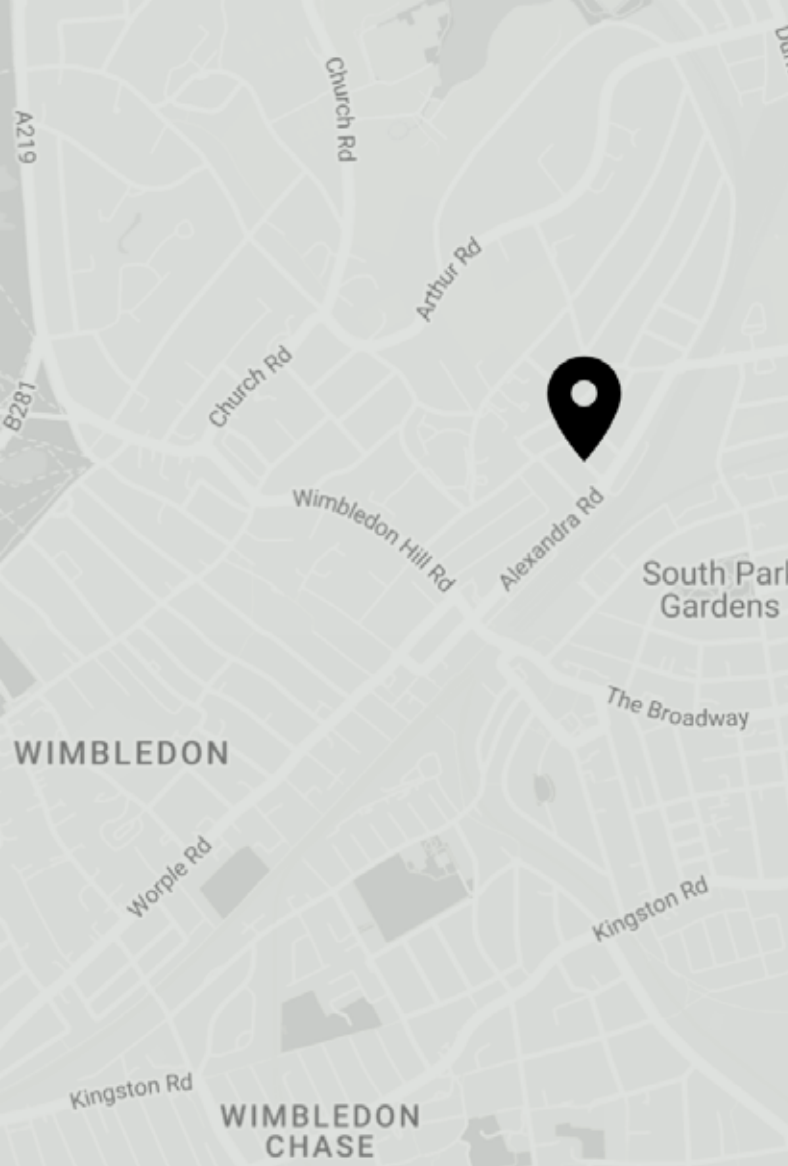 Church Rd
A219
Arthur Rd
Church Rd
B281
Wimbledon Hill Rd
Alexandra Rd
South Parl
Gardens
The Broadway
WIMBLEDON
Worple Rd
Kingston Rd
Kingston Rd
WIMBLEDON
CHASE